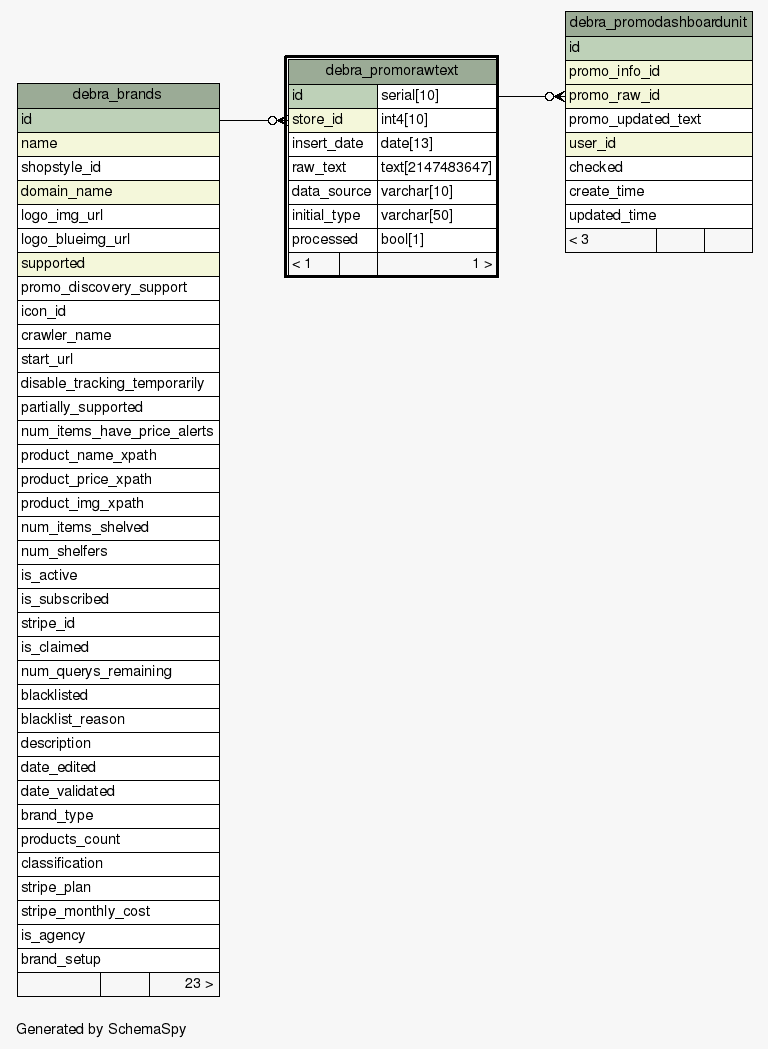 debra_brands
id
name
shopstyle_id
domain_name
logo_img_url
logo_blueimg_url
supported
promo_discovery_support
icon_id
crawler_name
start_url
disable_tracking_temporarily
partially_supported
num_items_have_price_alerts
product_name_xpath
product_price_xpath
product_img_xpath
num_items_shelved
num_shelfers
is_active
is_subscribed
stripe_id
is_claimed
num_querys_remaining
blacklisted
blacklist_reason
description
date_edited
date_validated
brand_type
products_count
classification
stripe_plan
stripe_monthly_cost
is_agency
brand_setup
23 >
debra_promorawtext
id serial[10]
store_id int4[10]
insert_date date[13]
raw_text text[2147483647]
data_source varchar[10]
initial_type varchar[50]
processed bool[1]
< 1 1 >
debra_promodashboardunit
id
promo_info_id
promo_raw_id
promo_updated_text
user_id
checked
create_time
updated_time
< 3
Generated by SchemaSpy